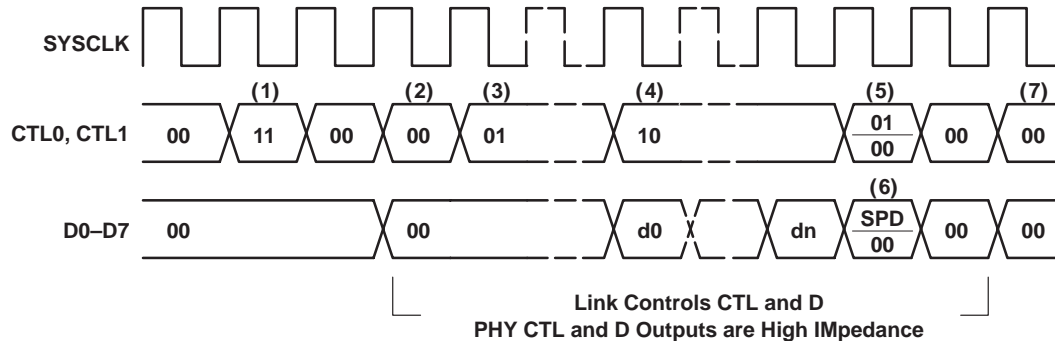 SYSCLK
(1) (2) (3) (4) (5) (7)
CTL0, CTL1 00 11 00 00 01 10 01 00 00 00
(6)
D0–D7 00 00 d0 dn SPD 00 00 00
Link Controls CTL and D
PHY CTL and D Outputs are High IMpedance